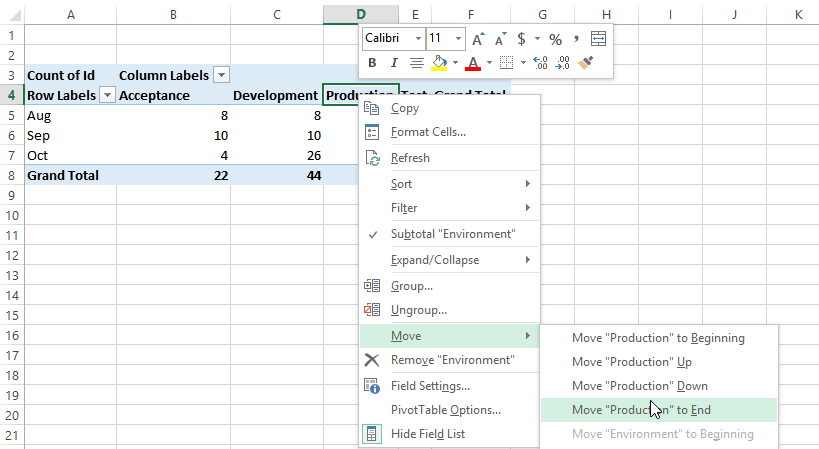 Calibri 11 A A $ % ,
B I A .00 .00
A B C D E F G H I J K
1
2
3 Count of Id Column Labels
4 Row Labels Acceptance Development Production Test Grand Total
5 Aug 8 8
6 Sep 10 10
7 Oct 4 26
8 Grand Total 22 44
9
10
11
12
13
14
15
16
17
18
19
20
21
Copy
Format Cells...
Refresh
Sort
Filter
Subtotal "Environment"
Expand/Collapse
Group...
Ungroup...
Move
Remove "Environment"
Field Settings...
PivotTable Options...
Hide Field List
Move "Production" to Beginning
Move "Production" Up
Move "Production" Down
Move "Production" to End
Move "Environment" to Beginning